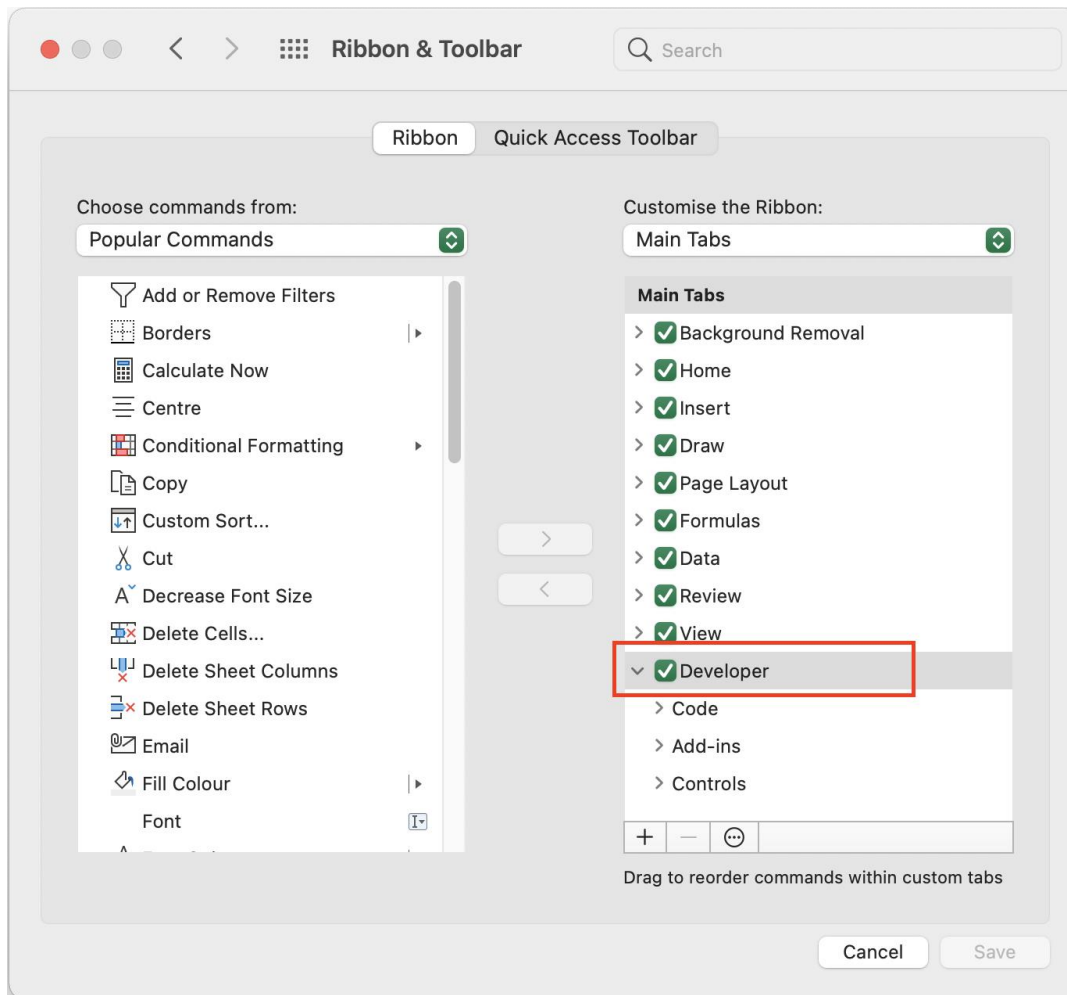 Ribbon & Toolbar
Search
Ribbon
Quick Access Toolbar
Choose commands from:
Popular Commands
Add or Remove Filters
Borders
Calculate Now
Centre
Conditional Formatting
Copy
Custom Sort...
Cut
Decrease Font Size
Delete Cells...
Delete Sheet Columns
Delete Sheet Rows
Email
Fill Colour
Font
Customise the Ribbon:
Main Tabs
Main Tabs
Background Removal
Home
Insert
Draw
Page Layout
Formulas
Data
Review
View
Developer
Code
Add-ins
Controls
Drag to reorder commands within custom tabs
Cancel
Save